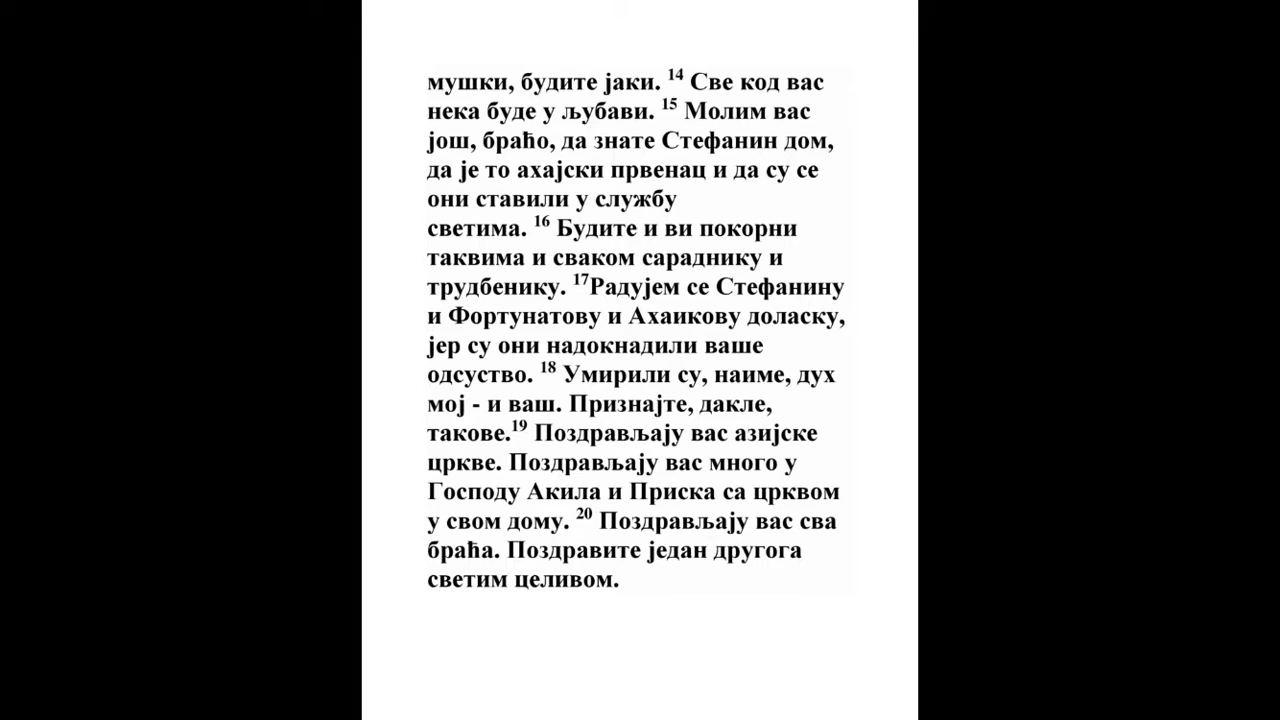 мушки, будите јаки. 14 Све код вас
нека буде у љубави. 15 Молим вас
још, браћо, да знате Стефанин дом,
да је то ахајски првенац и да су се
они ставили у службу
светима. 16 Будите и ви покорни
таквима и сваком сараднику и
трудбенику. 17Радујем се Стефанину
и Фортунатову и Ахаикову доласку,
јер су они надокнадили ваше
одсуство. 18 Умирили су, наиме, дух
мој - и ваш. Признајте, дакле,
такове.19 Поздрављају вас азијске
цркве. Поздрављају вас много у
Господу Акила и Приска са црквом
у свом дому. 20 Поздрављају вас сва
браћа. Поздравите један другога
светим целивом.